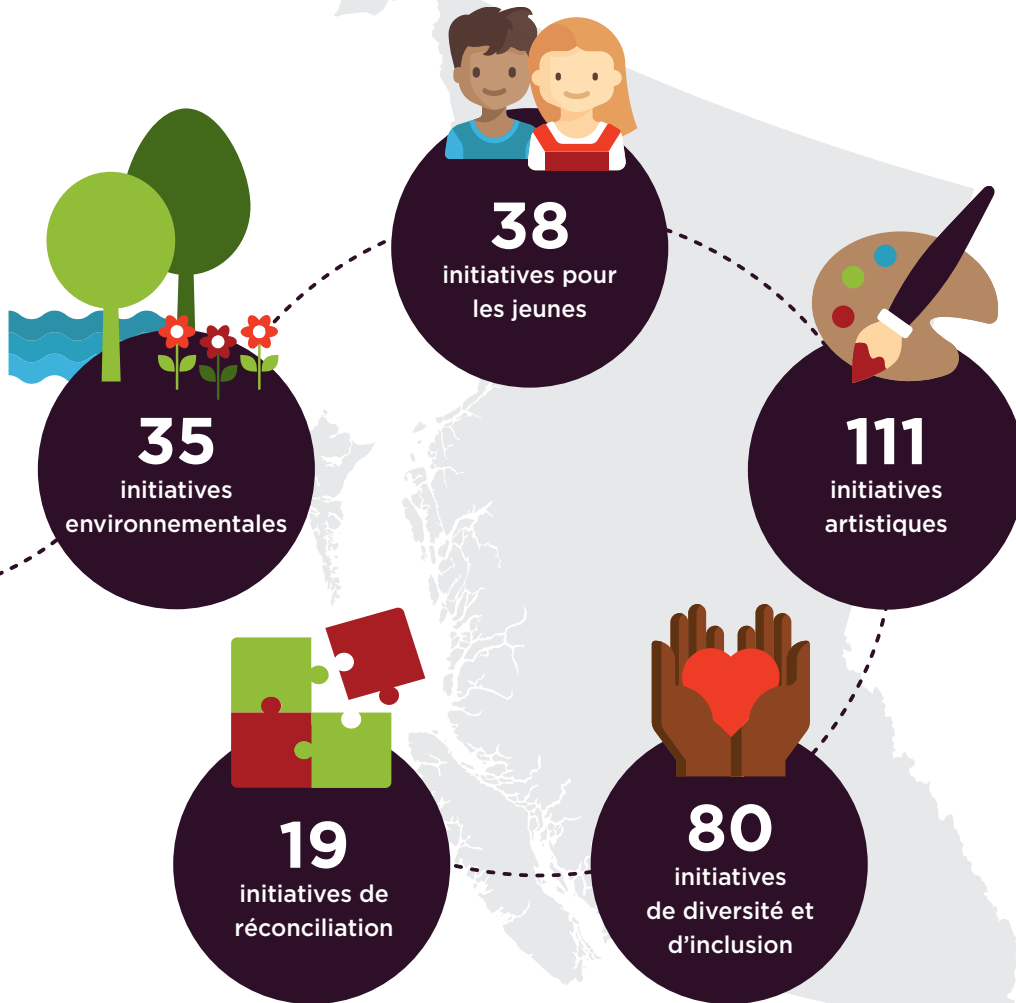 38
initiatives pour
les jeunes
35
initiatives
environnementales
111
initiatives
artistiques
19
initiatives de
réconciliation
80
initiatives
de diversité et
d'inclusion